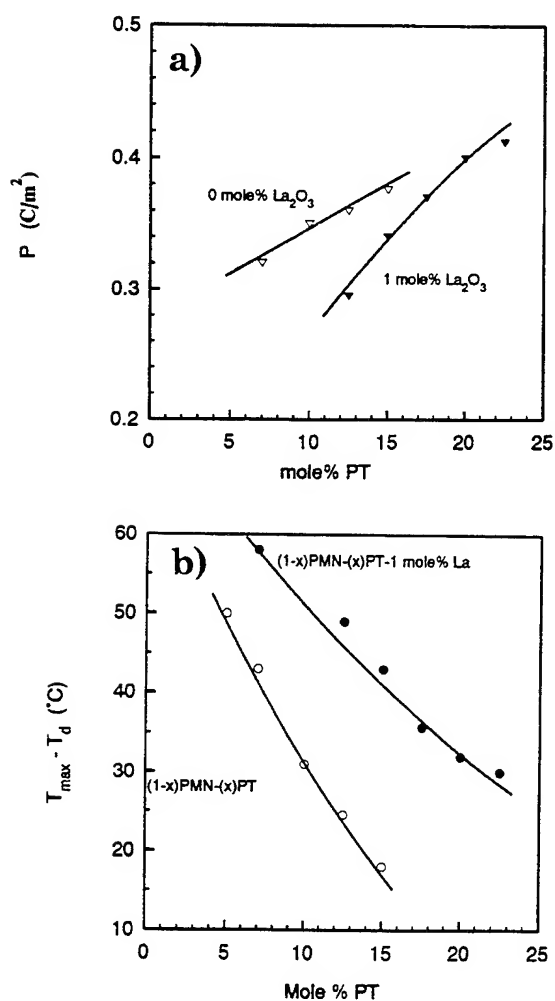 0.5
a)
0.4
0 mole% La₂O₃
P (C/m²)
0.3
1 mole% La₂O₃
0.2
0 5 10 15 20 25
mole% PT
60
b)
(1-x)PMN-(x)PT-1 mole% La
50
40
T_max - T_d (°C)
30
(1-x)PMN-(x)PT
20
10
0 5 10 15 20 25
Mole % PT